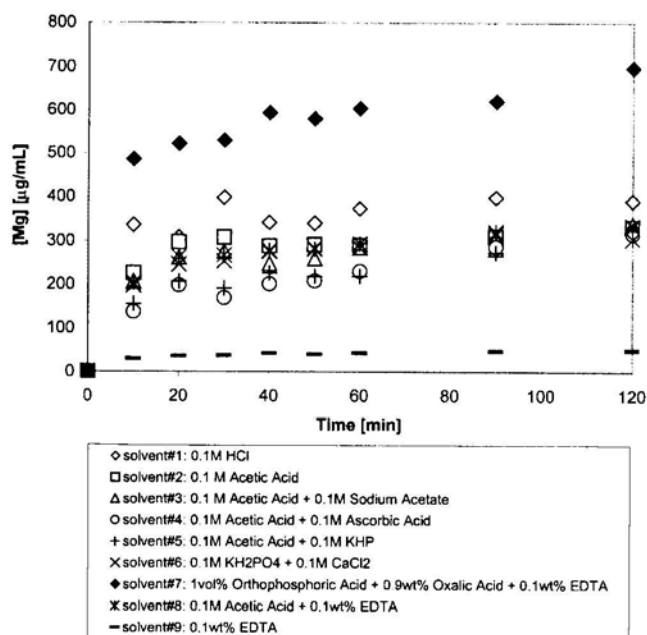 800
700
600
500
400
300
200
100
0
[Mg] [µg/mL]
0 20 40 60 80 100 120
Time [min]
solvent#1: 0.1M HCl
solvent#2: 0.1 M Acetic Acid
solvent#3: 0.1 M Acetic Acid + 0.1M Sodium Acetate
solvent#4: 0.1M Acetic Acid + 0.1M Ascorbic Acid
solvent#5: 0.1M Acetic Acid + 0.1M KHP
solvent#6: 0.1M KH2PO4 + 0.1M CaCl2
solvent#7: 1vol% Orthophosphoric Acid + 0.9wt% Oxalic Acid + 0.1wt% EDTA
solvent#8: 0.1M Acetic Acid + 0.1wt% EDTA
solvent#9: 0.1wt% EDTA